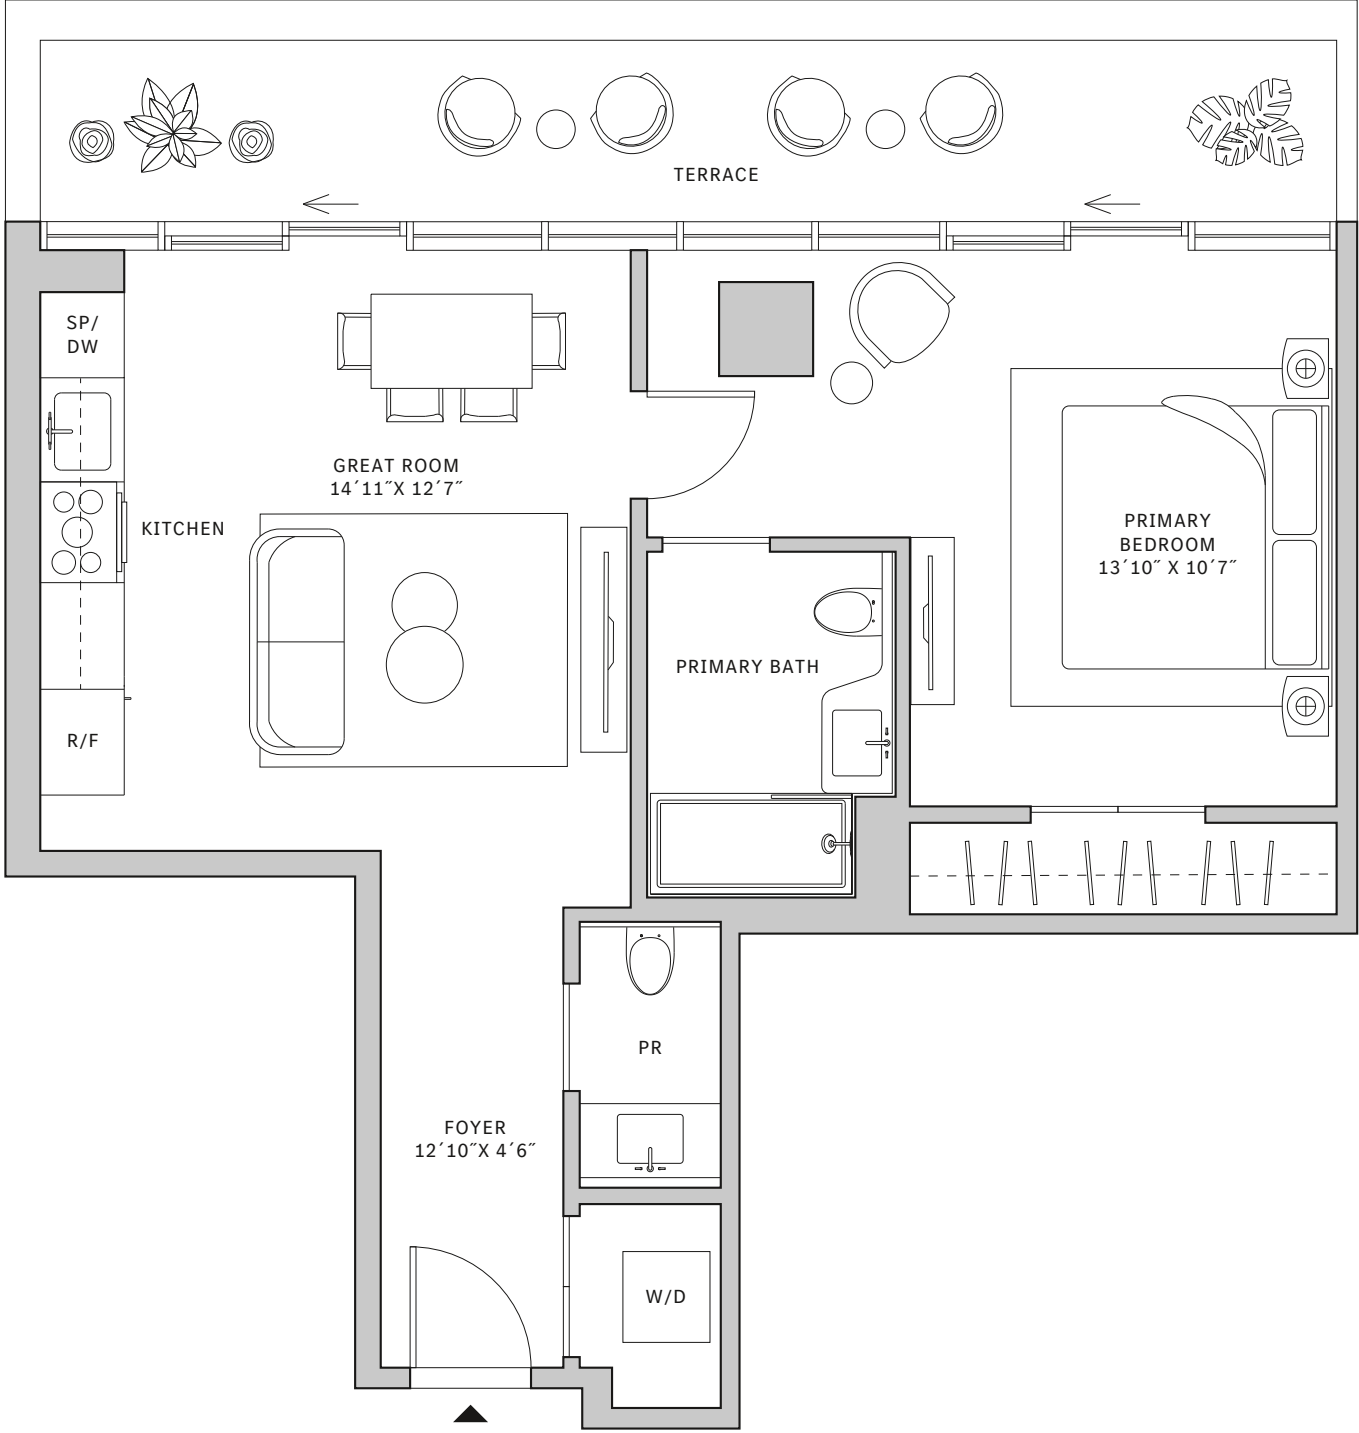 TERRACE
SP/
DW
GREAT ROOM
14´11˝X 12´7˝
KITCHEN
PRIMARY
BEDROOM
13´10˝ X 10´7˝
PRIMARY BATH
R/F
PR
FOYER
12´10˝X 4´6˝
W/D